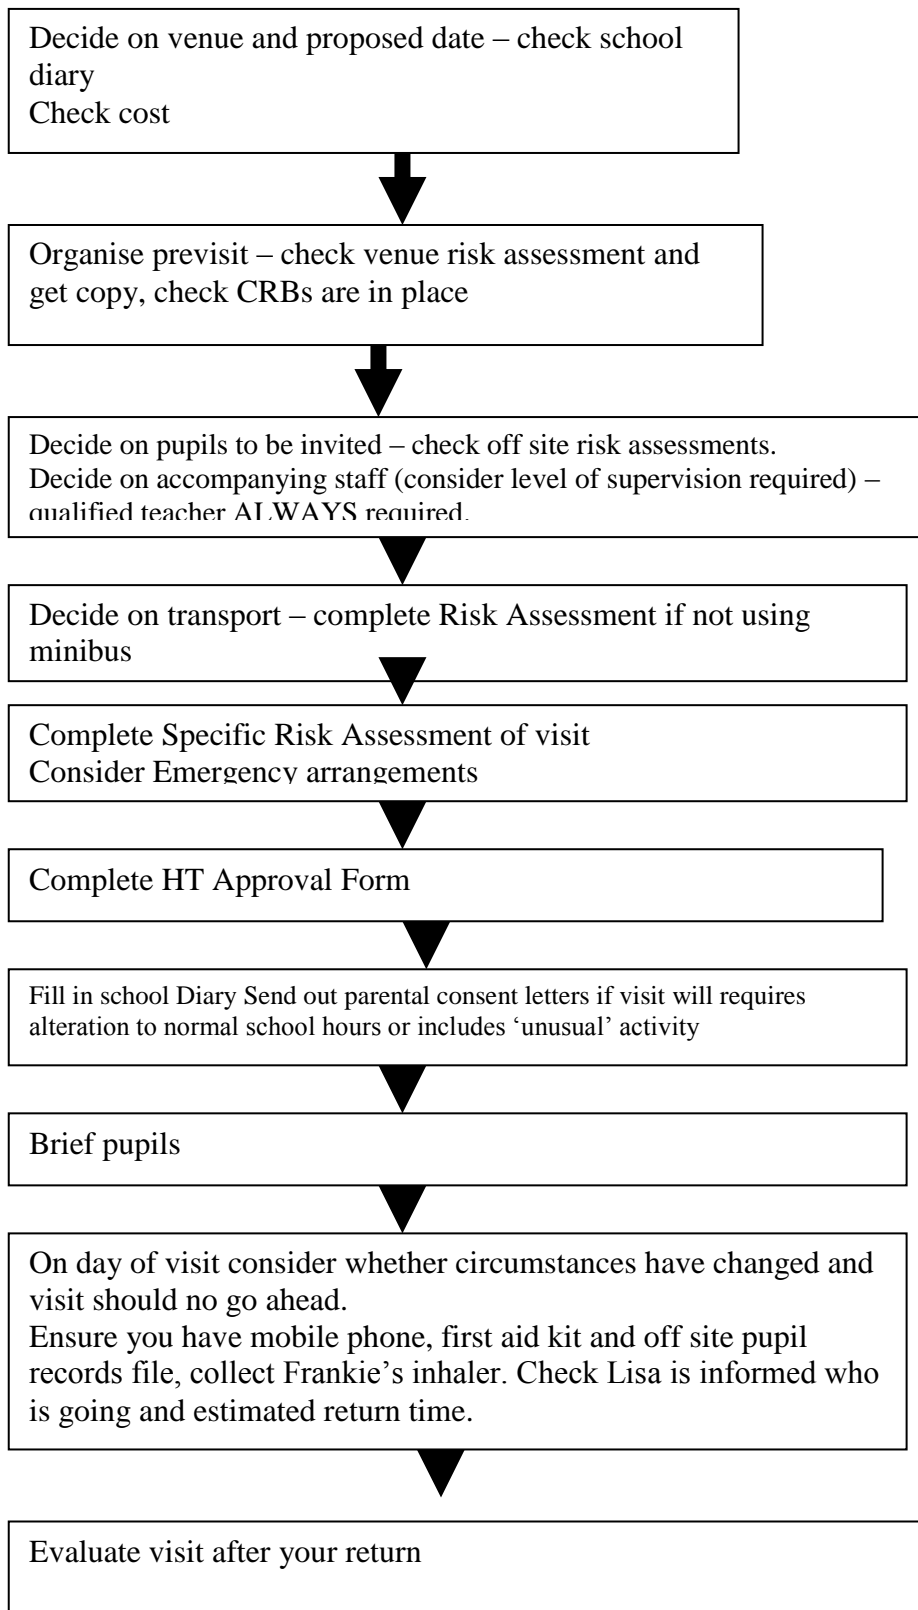 Decide on venue and proposed date – check school
diary
Check cost
Organise previsit – check venue risk assessment and
get copy, check CRBs are in place
Decide on pupils to be invited – check off site risk assessments.
Decide on accompanying staff (consider level of supervision required) –
qualified teacher ALWAYS required.
Decide on transport – complete Risk Assessment if not using
minibus
Complete Specific Risk Assessment of visit
Consider Emergency arrangements
Complete HT Approval Form
Fill in school Diary Send out parental consent letters if visit will requires
alteration to normal school hours or includes ‘unusual’ activity
Brief pupils
On day of visit consider whether circumstances have changed and
visit should no go ahead.
Ensure you have mobile phone, first aid kit and off site pupil
records file, collect Frankie’s inhaler. Check Lisa is informed who
is going and estimated return time.
Evaluate visit after your return